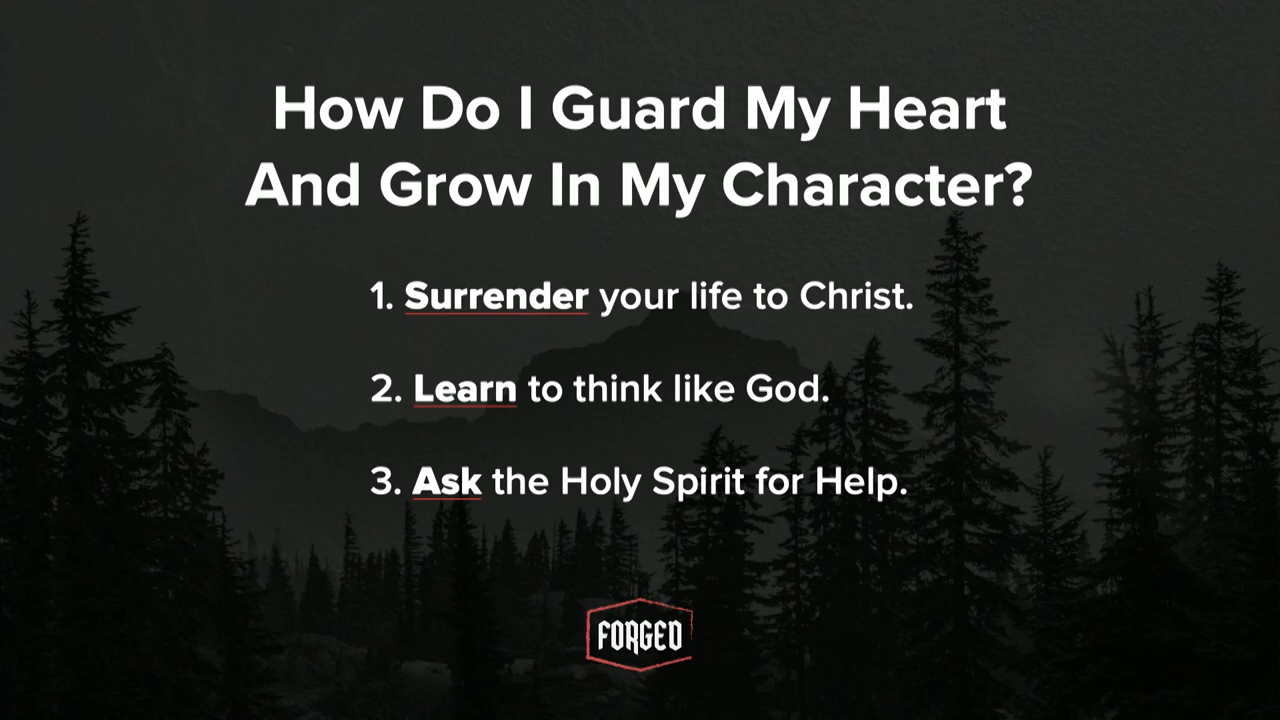 How Do I Guard My Heart
And Grow In My Character?
1. Surrender your life to Christ.
2. Learn to think like God.
3. Ask the Holy Spirit for Help.
FORGED